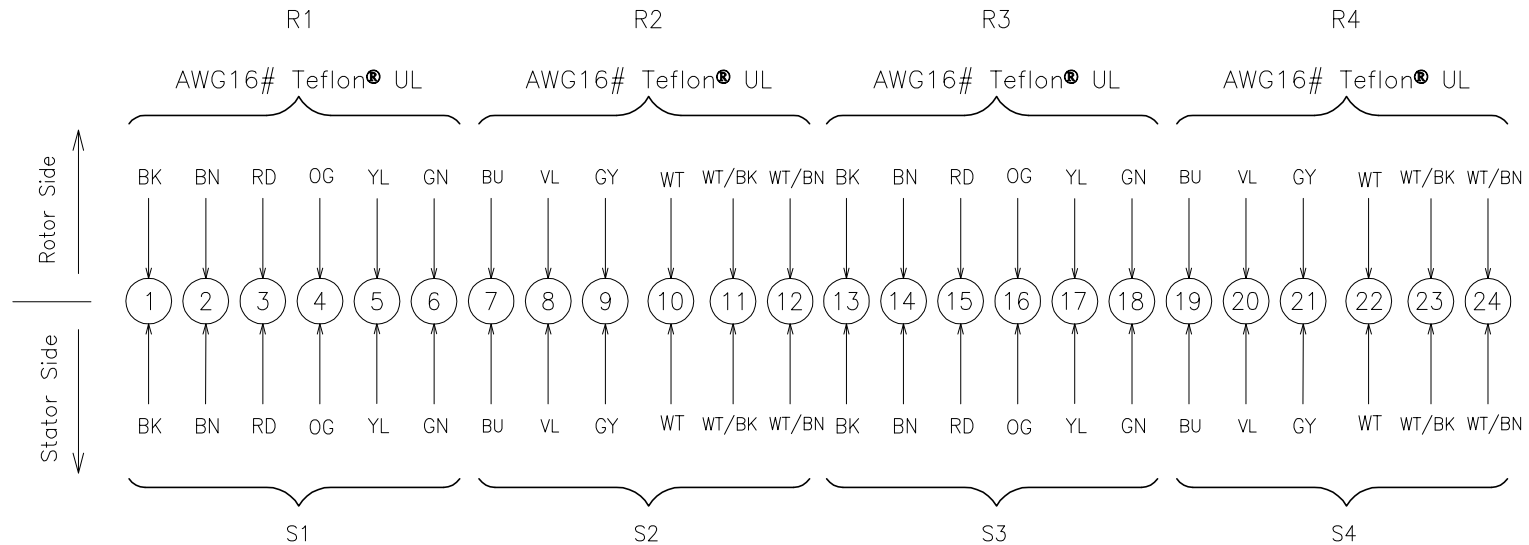 R1 R2 R3 R4
AWG16# Teflon® UL AWG16# Teflon® UL AWG16# Teflon® UL AWG16# Teflon® UL
Rotor Side
BK BN RD OG YL GN BU VL GY WT WT/BK WT/BN BK BN RD OG YL GN BU VL GY WT WT/BK WT/BN
1 2 3 4 5 6 7 8 9 10 11 12 13 14 15 16 17 18 19 20 21 22 23 24
Stator Side
BK BN RD OG YL GN BU VL GY WT WT/BK WT/BN BK BN RD OG YL GN BU VL GY WT WT/BK WT/BN
S1 S2 S3 S4